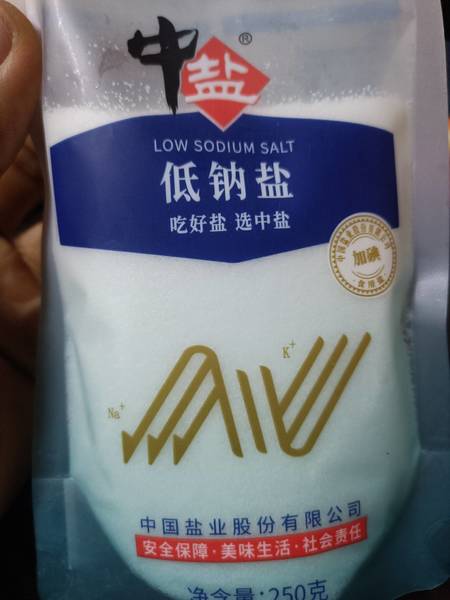 中盐®
LOW SODIUM SALT
低钠盐
吃好盐 选中盐
加碘
K+
Na+
中国盐业股份有限公司
安全保障·美味生活·社会责任
净含量:250克